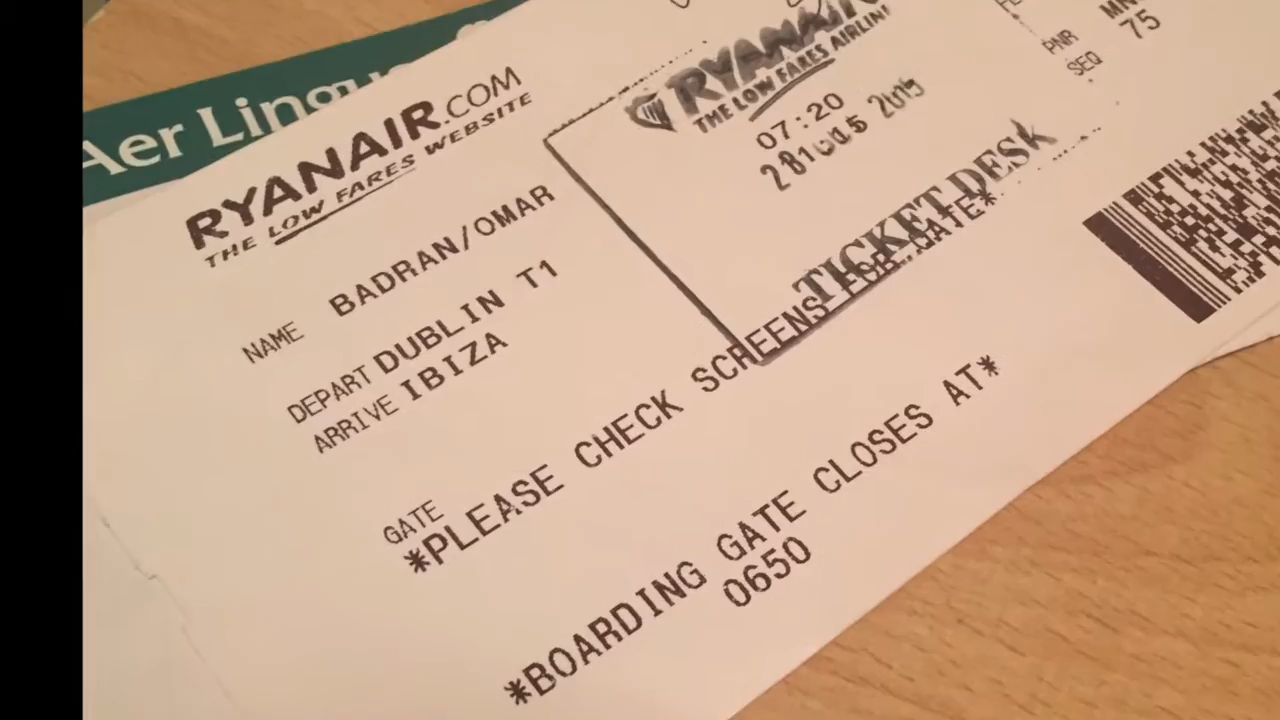 Aer Lingu
RYANAIR.COM
THE LOW FARES WEBSITE
NAME BADRAN/OMAR
DEPART DUBLIN T1
ARRIVE IBIZA
GATE
*PLEASE CHECK SCREENS FOR GATE*
*BOARDING GATE CLOSES AT*
0650
RYANAIR
THE LOW FARES AIRLINE
07:20
TICKET DESK
PNR
SEQ 75